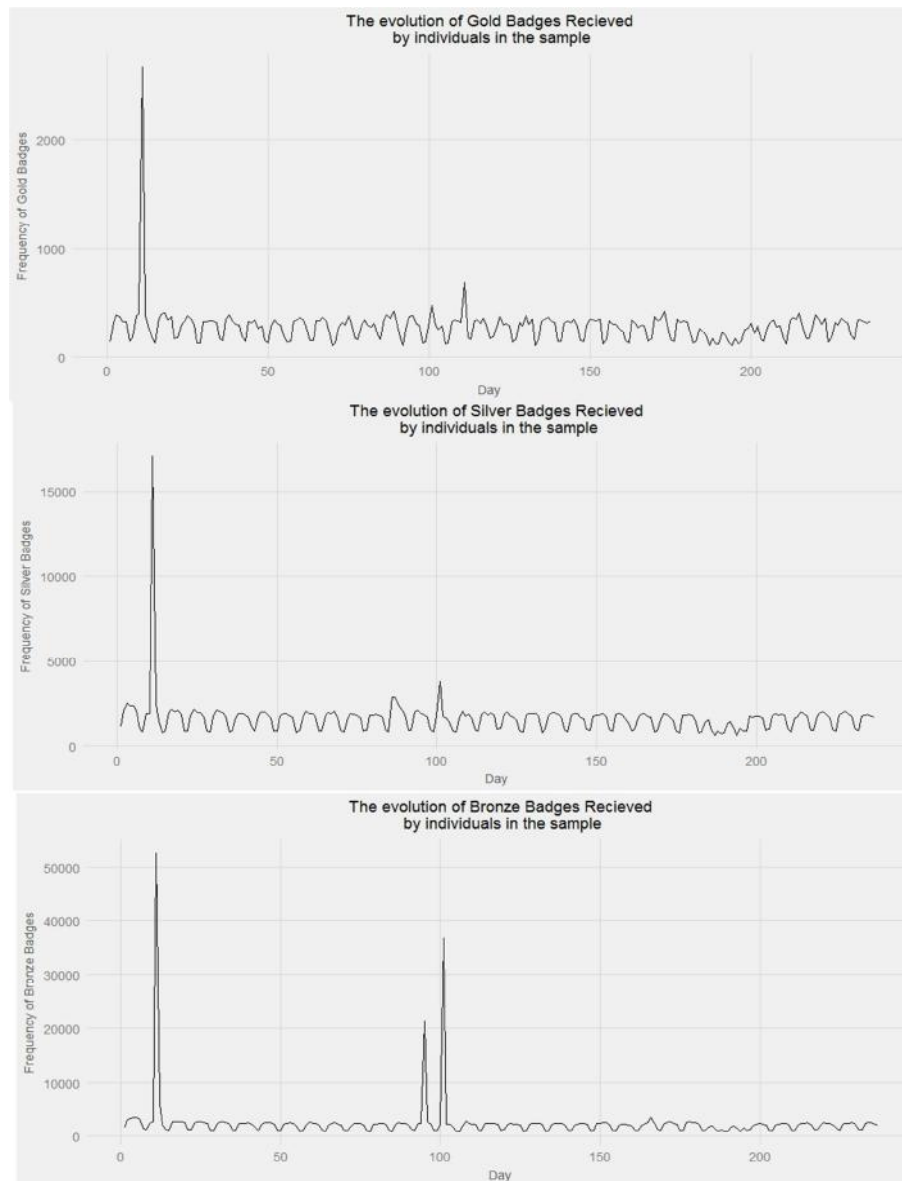 The evolution of Gold Badges Recieved
by individuals in the sample
Frequency of Gold Badges
2000
1000
0
0 50 100 150 200
Day
The evolution of Silver Badges Recieved
by individuals in the sample
Frequency of Silver Badges
15000
10000
5000
0
0 50 100 150 200
Day
The evolution of Bronze Badges Recieved
by individuals in the sample
Frequency of Bronze Badges
50000
40000
30000
20000
10000
0
0 50 100 150 200
Day